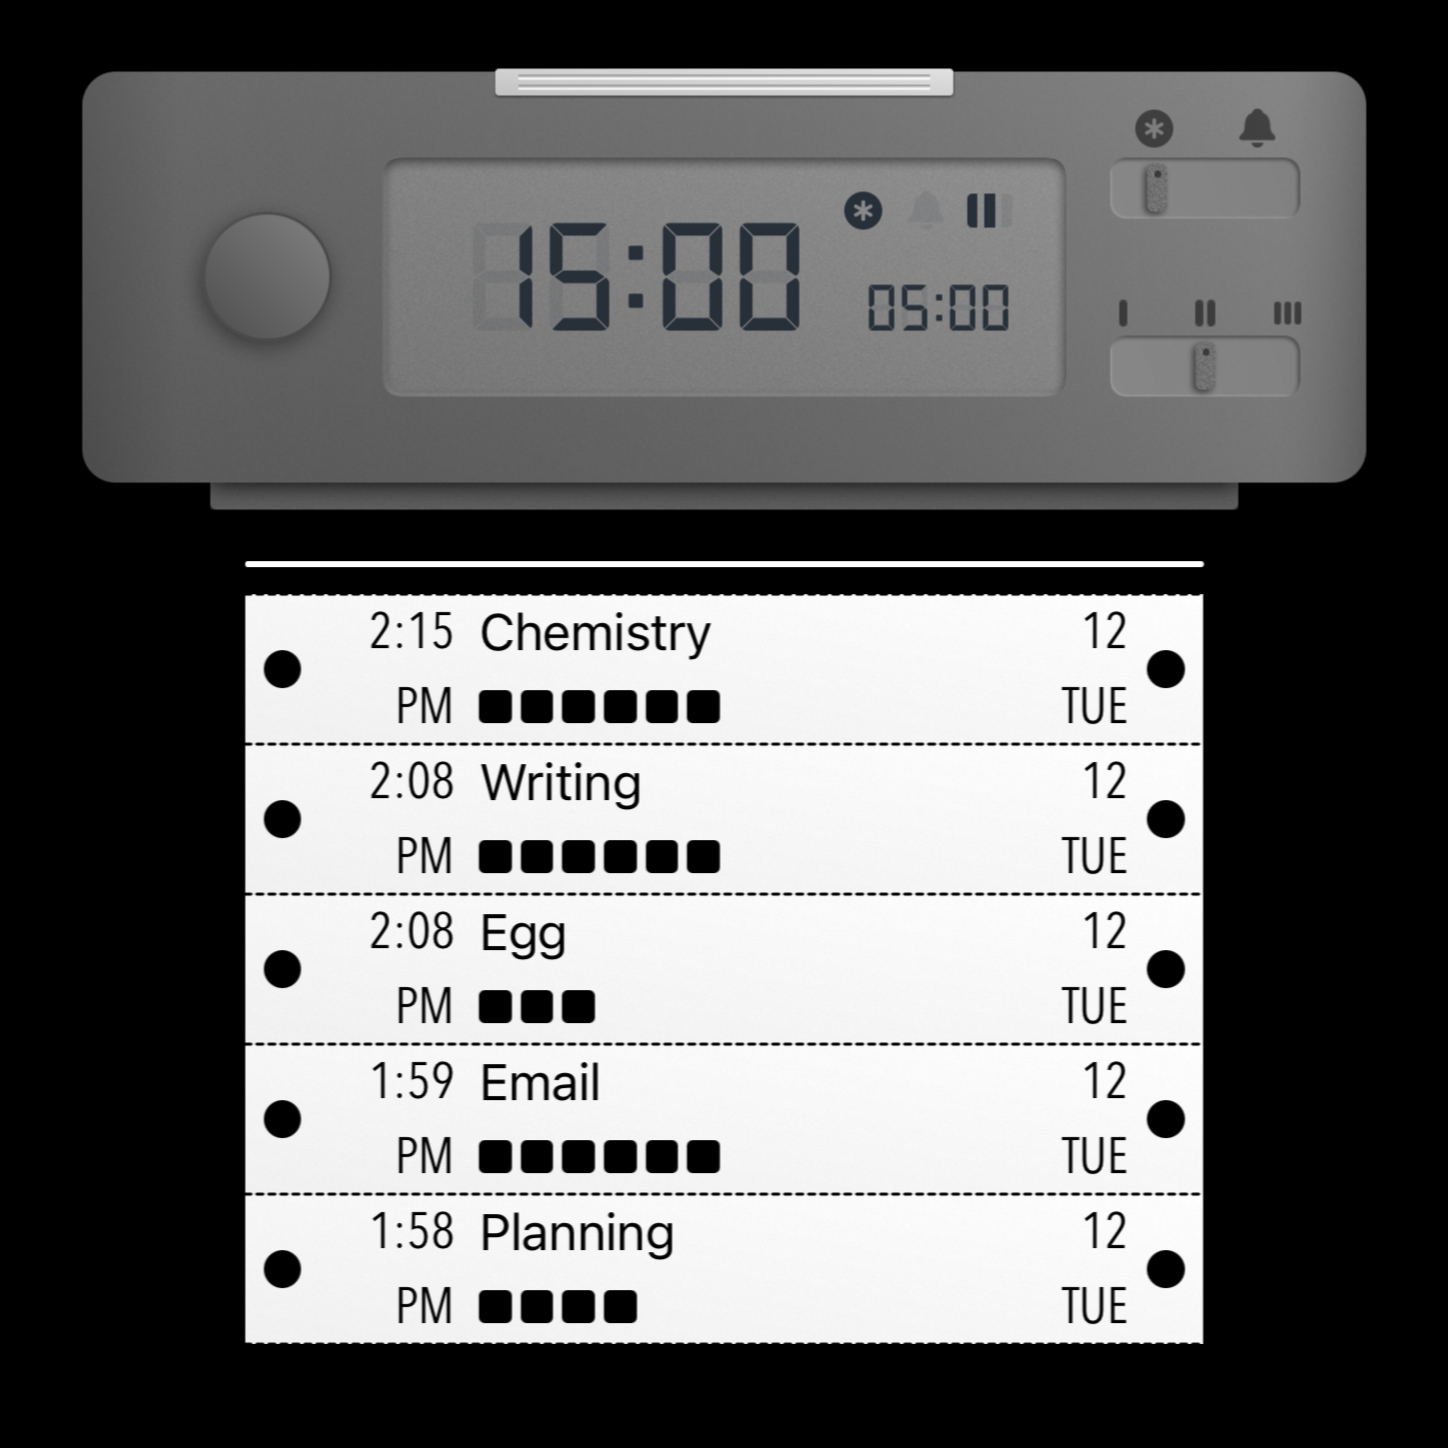 15:00
05:00
2:15 Chemistry 12
PM TUE
2:08 Writing 12
PM TUE
2:08 Egg 12
PM TUE
1:59 Email 12
PM TUE
1:58 Planning 12
PM TUE